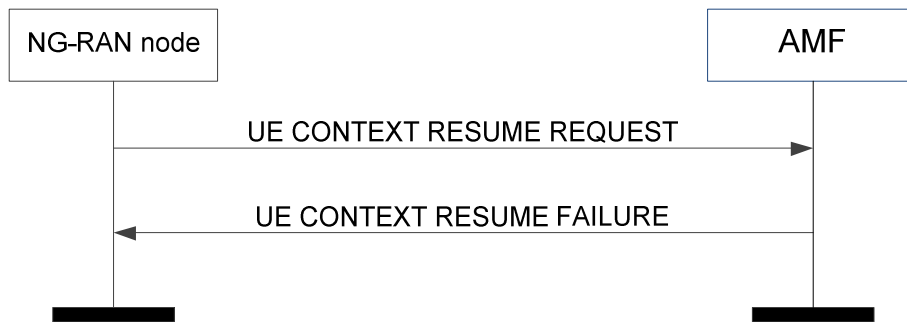 NG-RAN node
AMF
UE CONTEXT RESUME REQUEST
UE CONTEXT RESUME FAILURE